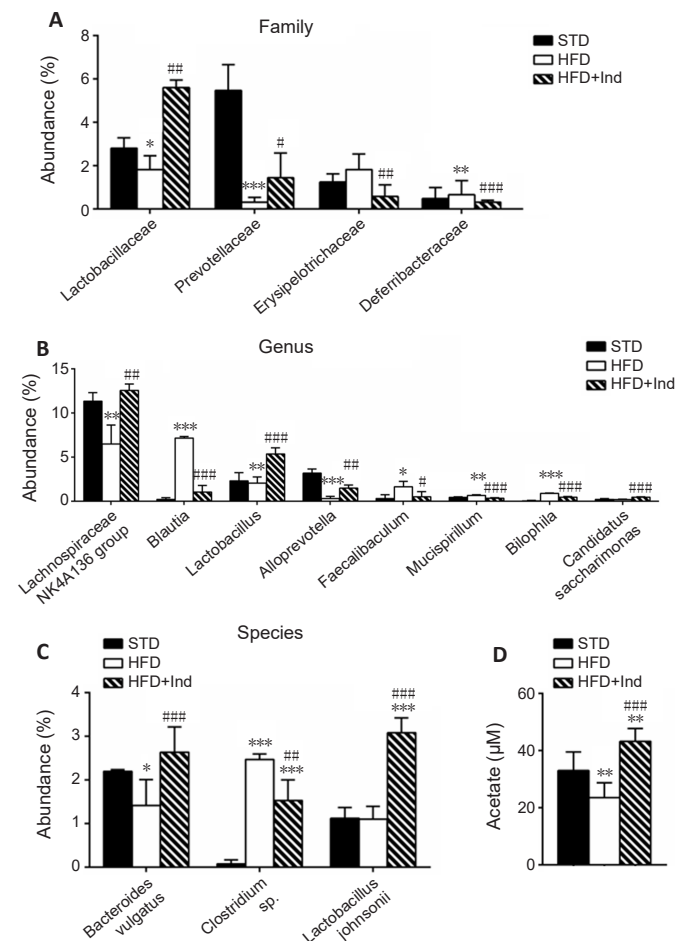 A
Family
STD
HFD
HFD+Ind
Abundance (%)
8
6
4
2
0
*
##
***
#
##
**
###
Lactobacillaceae
Prevotellaceae
Erysipelotrichaceae
Deferribacteraceae
B
Genus
STD
HFD
HFD+Ind
Abundance (%)
15
10
5
0
**
##
***
###
**
###
***
##
*
#
**
###
***
###
###
Lachnospiraceae
NK4A136 group
Blautia
Lactobacillus
Alloprevotella
Faecalibaculum
Mucispirillum
Bilophila
Candidatus
saccharimonas
Species
C
STD
HFD
HFD+Ind
Abundance (%)
4
3
2
1
0
*
###
***
##
***
###
***
Bacteroides
vulgatus
Clostridium
sp.
Lactobacillus
johnsonii
D
STD
HFD
HFD+Ind
Acetate (μM)
60
40
20
0
**
###
**